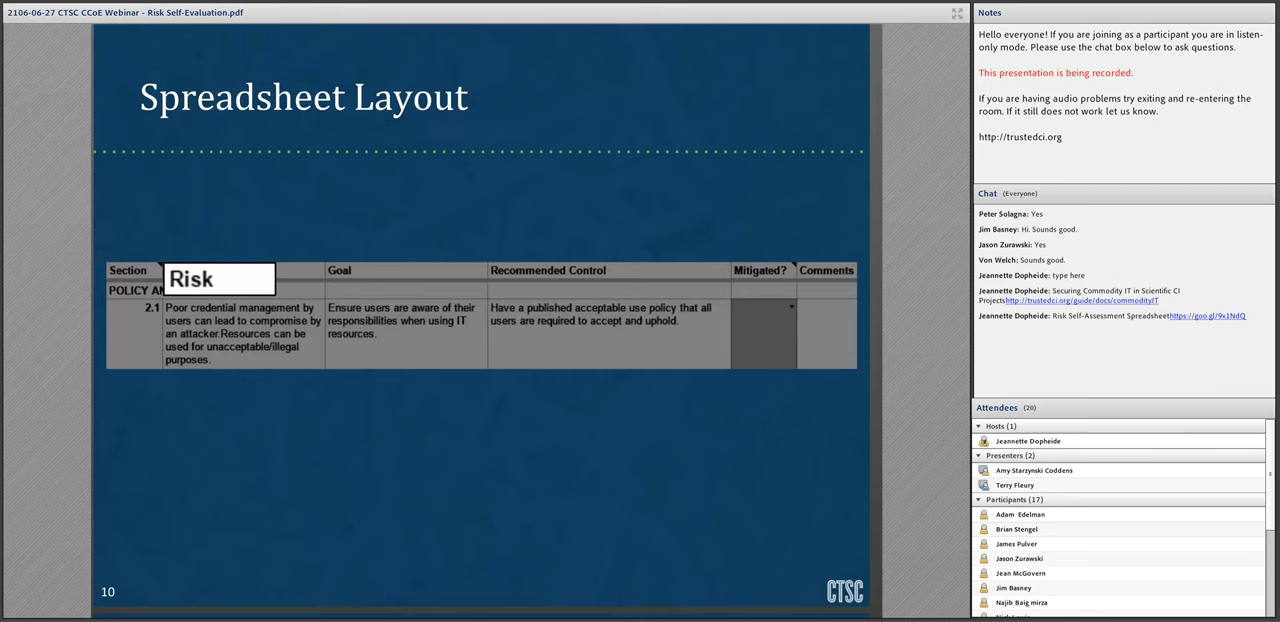 2106-06-27 CTSC CCoE Webinar - Risk Self-Evaluation.pdf
Spreadsheet Layout
Section
Risk
Goal
Recommended Control
Mitigated?
Comments
POLICY
2.1
Poor credential management by
users can lead to compromise by
an attacker.Resources can be
used for unacceptable/illegal
purposes.
Ensure users are aware of their
responsibilities when using IT
resources.
Have a published acceptable use policy that all
users are required to accept and uphold.
10
CTSC
Notes
Hello everyone! If you are joining as a participant you are in listen-
only mode. Please use the chat box below to ask questions.
This presentation is being recorded.
If you are having audio problems try exiting and re-entering the
room. If it still does not work let us know.
http://trustedci.org
Chat (Everyone)
Peter Solagna: Yes
Jim Basney: Hi. Sounds good.
Jason Zurawski: Yes
Von Welch: Sounds good.
Jeannette Dopheide: type here
Jeannette Dopheide: Securing Commodity IT in Scientific CI
Projectshttp://trustedci.org/guide/docs/commodityIT
Jeannette Dopheide: Risk Self-Assessment Spreadsheethttps://goo.gl/9x1NdQ
Attendees (20)
Hosts (1)
Jeannette Dopheide
Presenters (2)
Amy Starzynski Coddens
Terry Fleury
Participants (17)
Adam Edelman
Brian Stengel
James Pulver
Jason Zurawski
Jean McGovern
Jim Basney
Najib Baig mirza